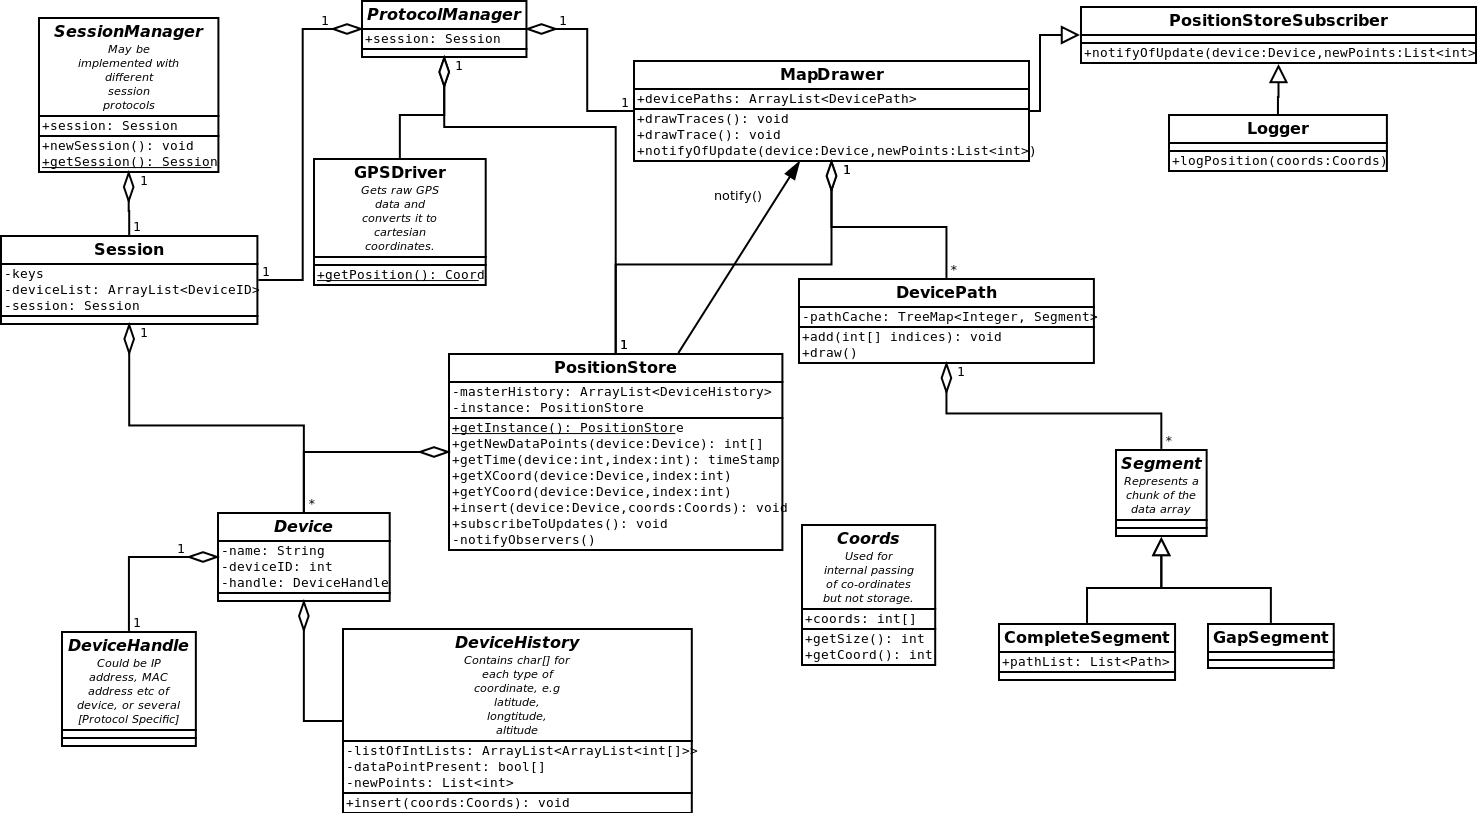 SessionManager
May be
implemented with
different
session
protocols
+session: Session
+newSession(): void
+getSession(): Session
1
1
ProtocolManager
+session: Session
1
1
1
1
1
GPSDriver
Gets raw GPS
data and
converts it to
cartesian
coordinates.
+getPosition(): Coord
MapDrawer
+devicePaths: ArrayList<DevicePath>
+drawTraces(): void
+drawTrace(): void
+notifyOfUpdate(device:Device,newPoints:List<int>)
1
notify()
PositionStoreSubscriber
+notifyOfUpdate(device:Device,newPoints:List<int>
Logger
+logPosition(coords:Coords)
Session
-keys
-deviceList: ArrayList<DeviceID>
-session: Session
1
*
DevicePath
-pathCache: TreeMap<Integer, Segment>
+add(int[] indices): void
+draw()
1
*
1
PositionStore
-masterHistory: ArrayList<DeviceHistory>
-instance: PositionStore
+getInstance(): PositionStore
+getNewDataPoints(device:Device): int[]
+getTime(device:int,index:int): timeStamp
+getXCoord(device:Device,index:int)
+getYCoord(device:Device,index:int)
+insert(device:Device,coords:Coords): void
+subscribeToUpdates(): void
-notifyObservers()
*
Segment
Represents a
chunk of the
data array
Device
-name: String
-deviceID: int
-handle: DeviceHandle
1
1
Coords
Used for
internal passing
of co-ordinates
but not storage.
+coords: int[]
+getSize(): int
+getCoord(): int
CompleteSegment
+pathList: List<Path>
GapSegment
DeviceHandle
Could be IP
address, MAC
address etc of
device, or several
[Protocol Specific]
DeviceHistory
Contains char[] for
each type of
coordinate, e.g
latitude,
longtitude,
altitude
-listOfIntLists: ArrayList<ArrayList<int[]>>
-dataPointPresent: bool[]
-newPoints: List<int>
+insert(coords:Coords): void